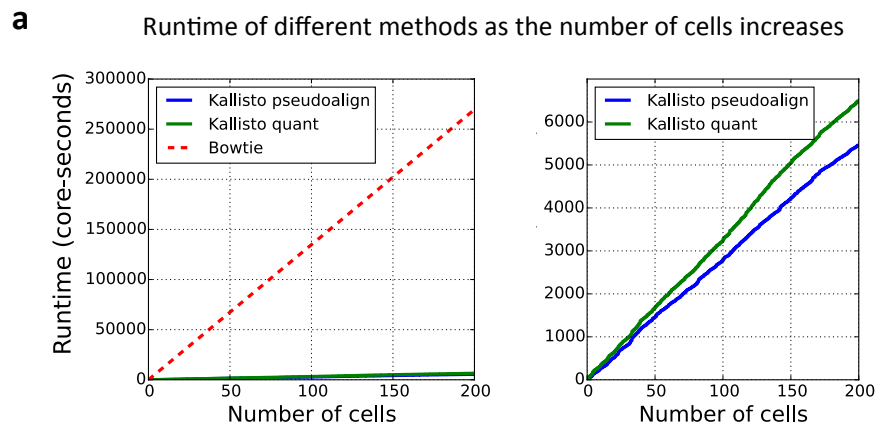 a
Runtime of different methods as the number of cells increases
Runtime (core-seconds)
300000
250000
200000
150000
100000
50000
0
Kallisto pseudoalign
Kallisto quant
Bowtie
0 50 100 150 200
Number of cells
6000
5000
4000
3000
2000
1000
0
Kallisto pseudoalign
Kallisto quant
0 50 100 150 200
Number of cells